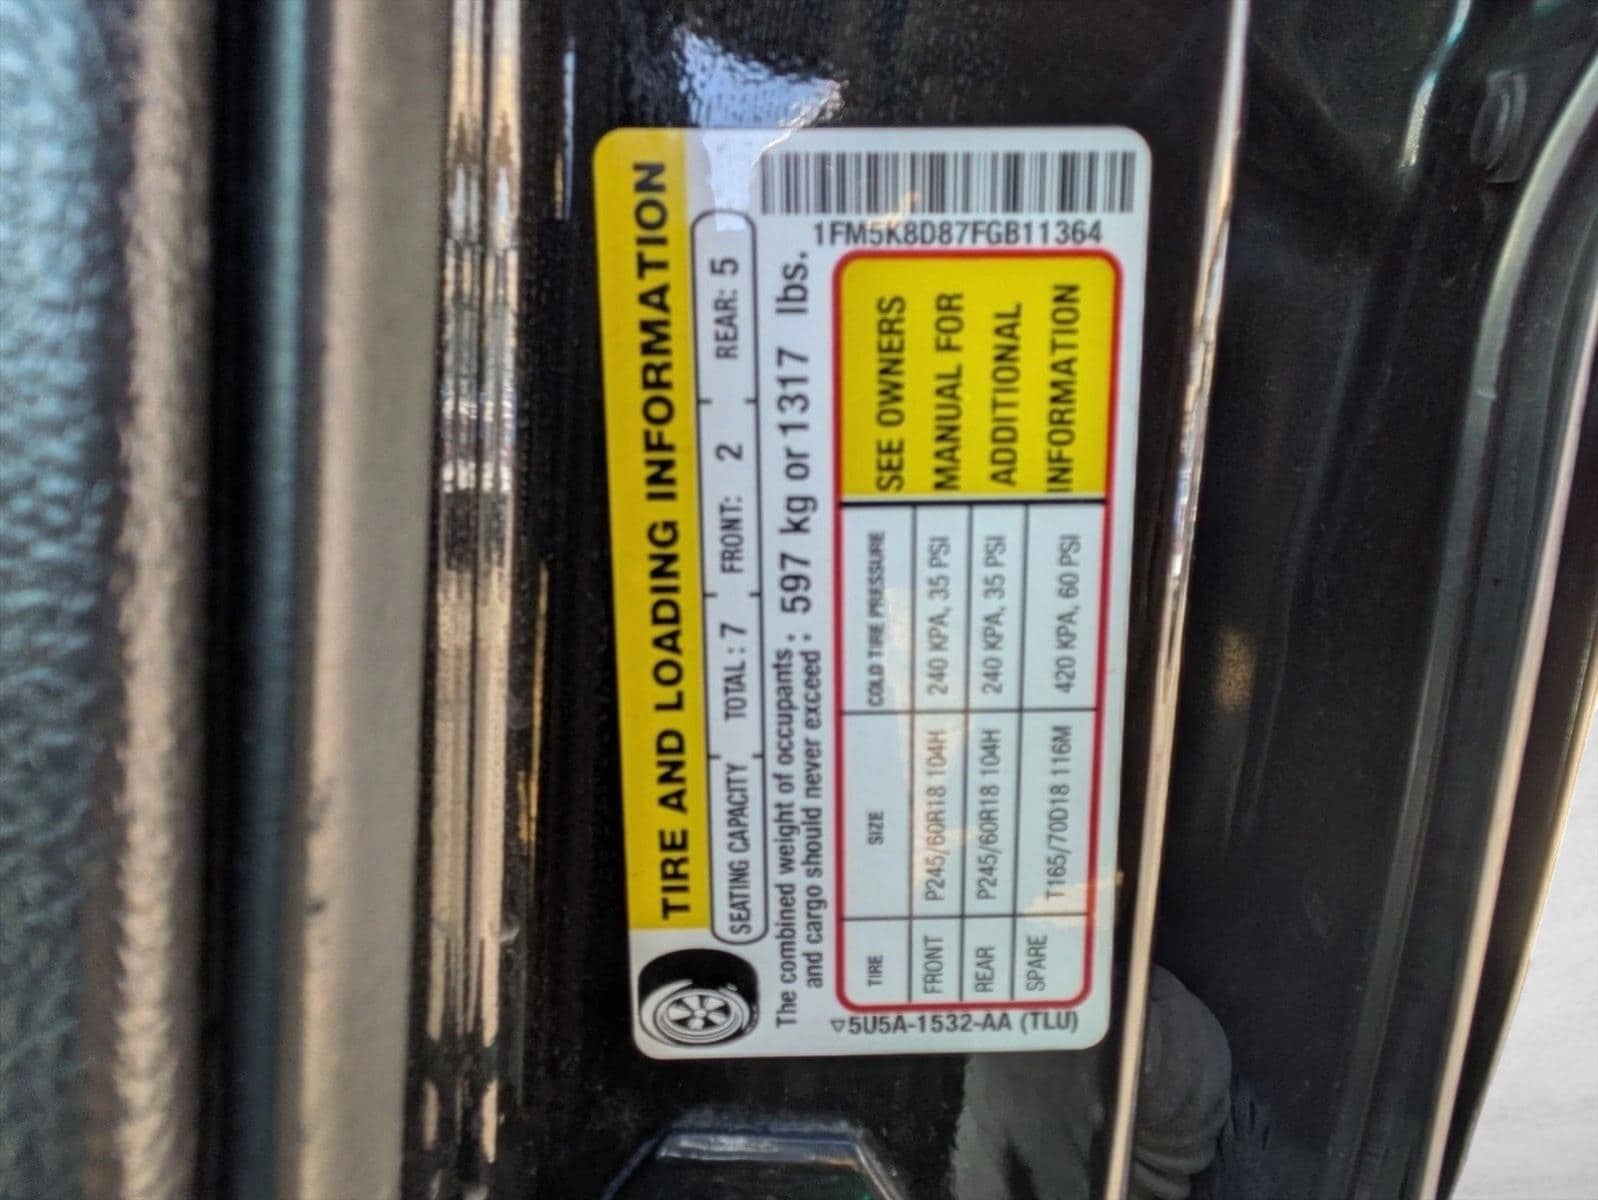 TIRE AND LOADING INFORMATION
SEATING CAPACITY TOTAL : 7 FRONT: 2 REAR: 5
The combined weight of occupants : 597 kg or 1317 lbs.
and cargo should never exceed :
TIRE SIZE COLD TIRE PRESSURE
FRONT P245/60R18 104H 240 KPA, 35 PSI
REAR P245/60R18 104H 240 KPA, 35 PSI
SPARE T165/70D18 116M 420 KPA, 60 PSI
SEE OWNERS
MANUAL FOR
ADDITIONAL
INFORMATION
5U5A-1532-AA (TLU)
1FM5K8D87FGB11364